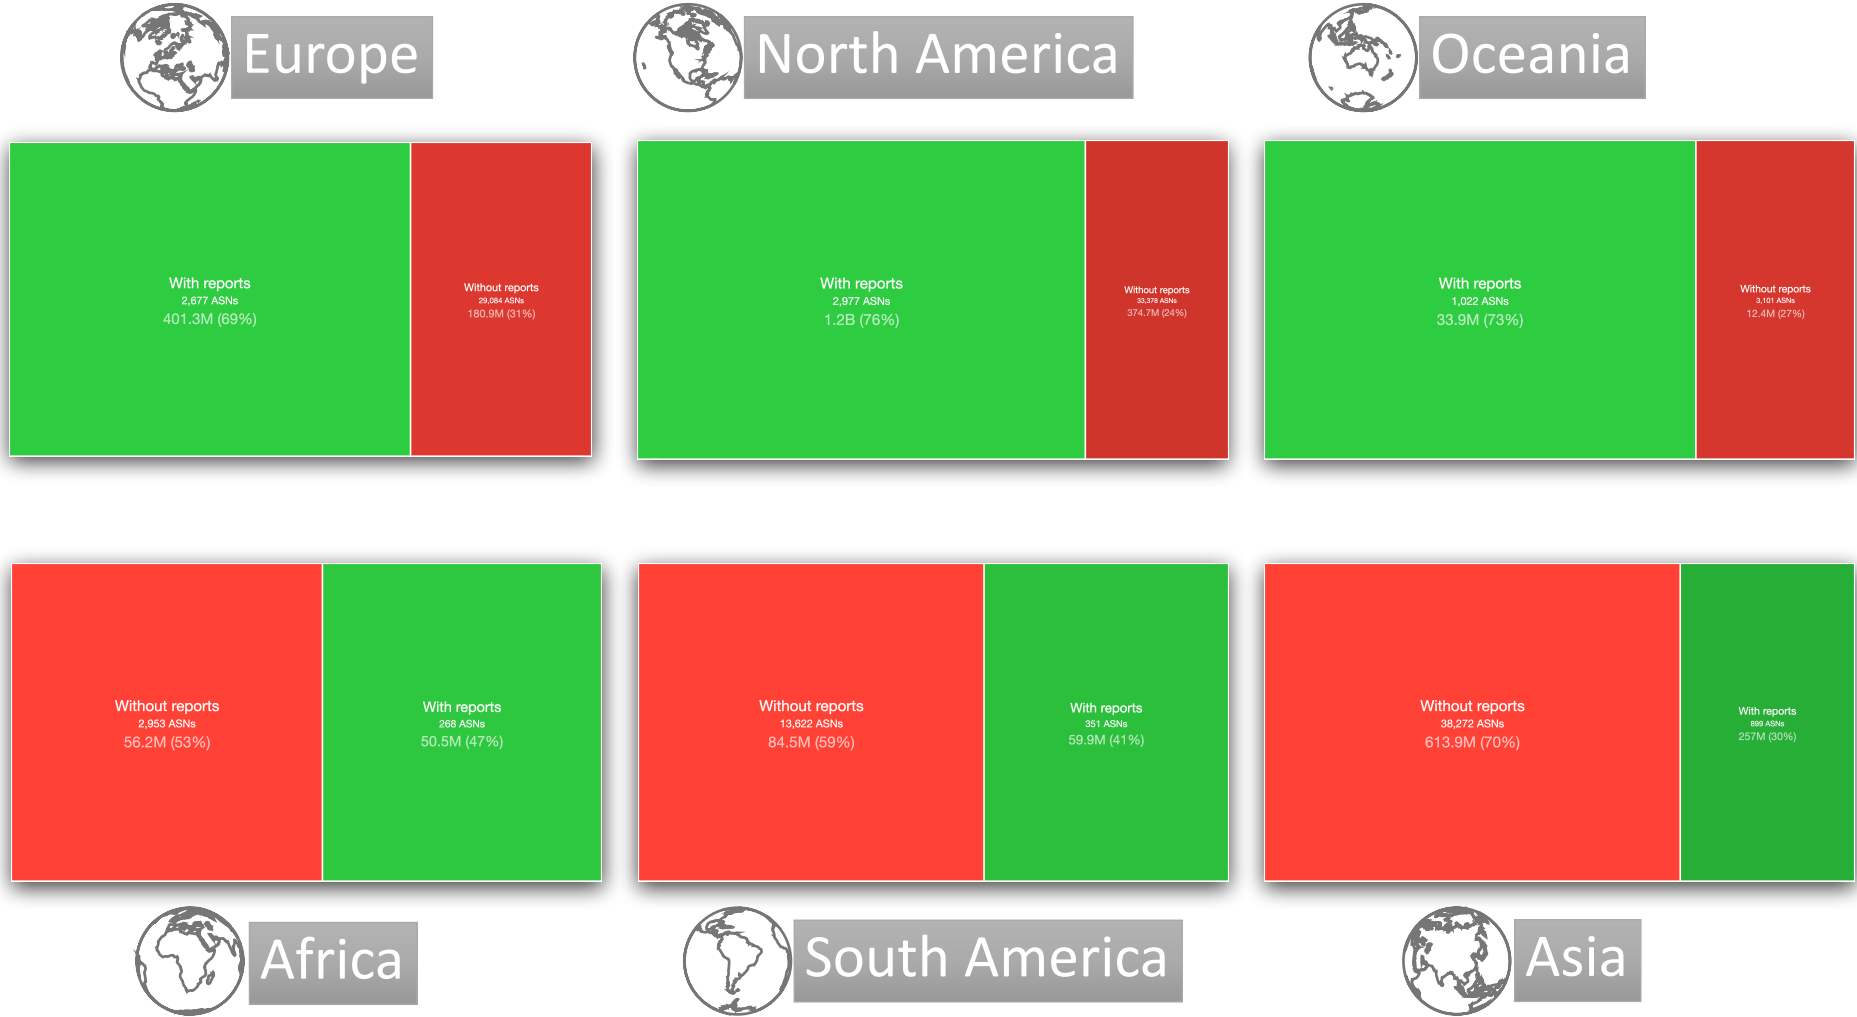 Europe
North America
Oceania
With reports
2,677 ASNs
401.3M (69%)
Without reports
29,084 ASNs
180.9M (31%)
With reports
2,977 ASNs
1.2B (76%)
Without reports
33,378 ASNs
374.7M (24%)
With reports
1,022 ASNs
33.9M (73%)
Without reports
3,101 ASNs
12.4M (27%)
Without reports
2,953 ASNs
56.2M (53%)
With reports
268 ASNs
50.5M (47%)
Without reports
13,622 ASNs
84.5M (59%)
With reports
351 ASNs
59.9M (41%)
Without reports
38,272 ASNs
613.9M (70%)
With reports
899 ASNs
257M (30%)
Africa
South America
Asia